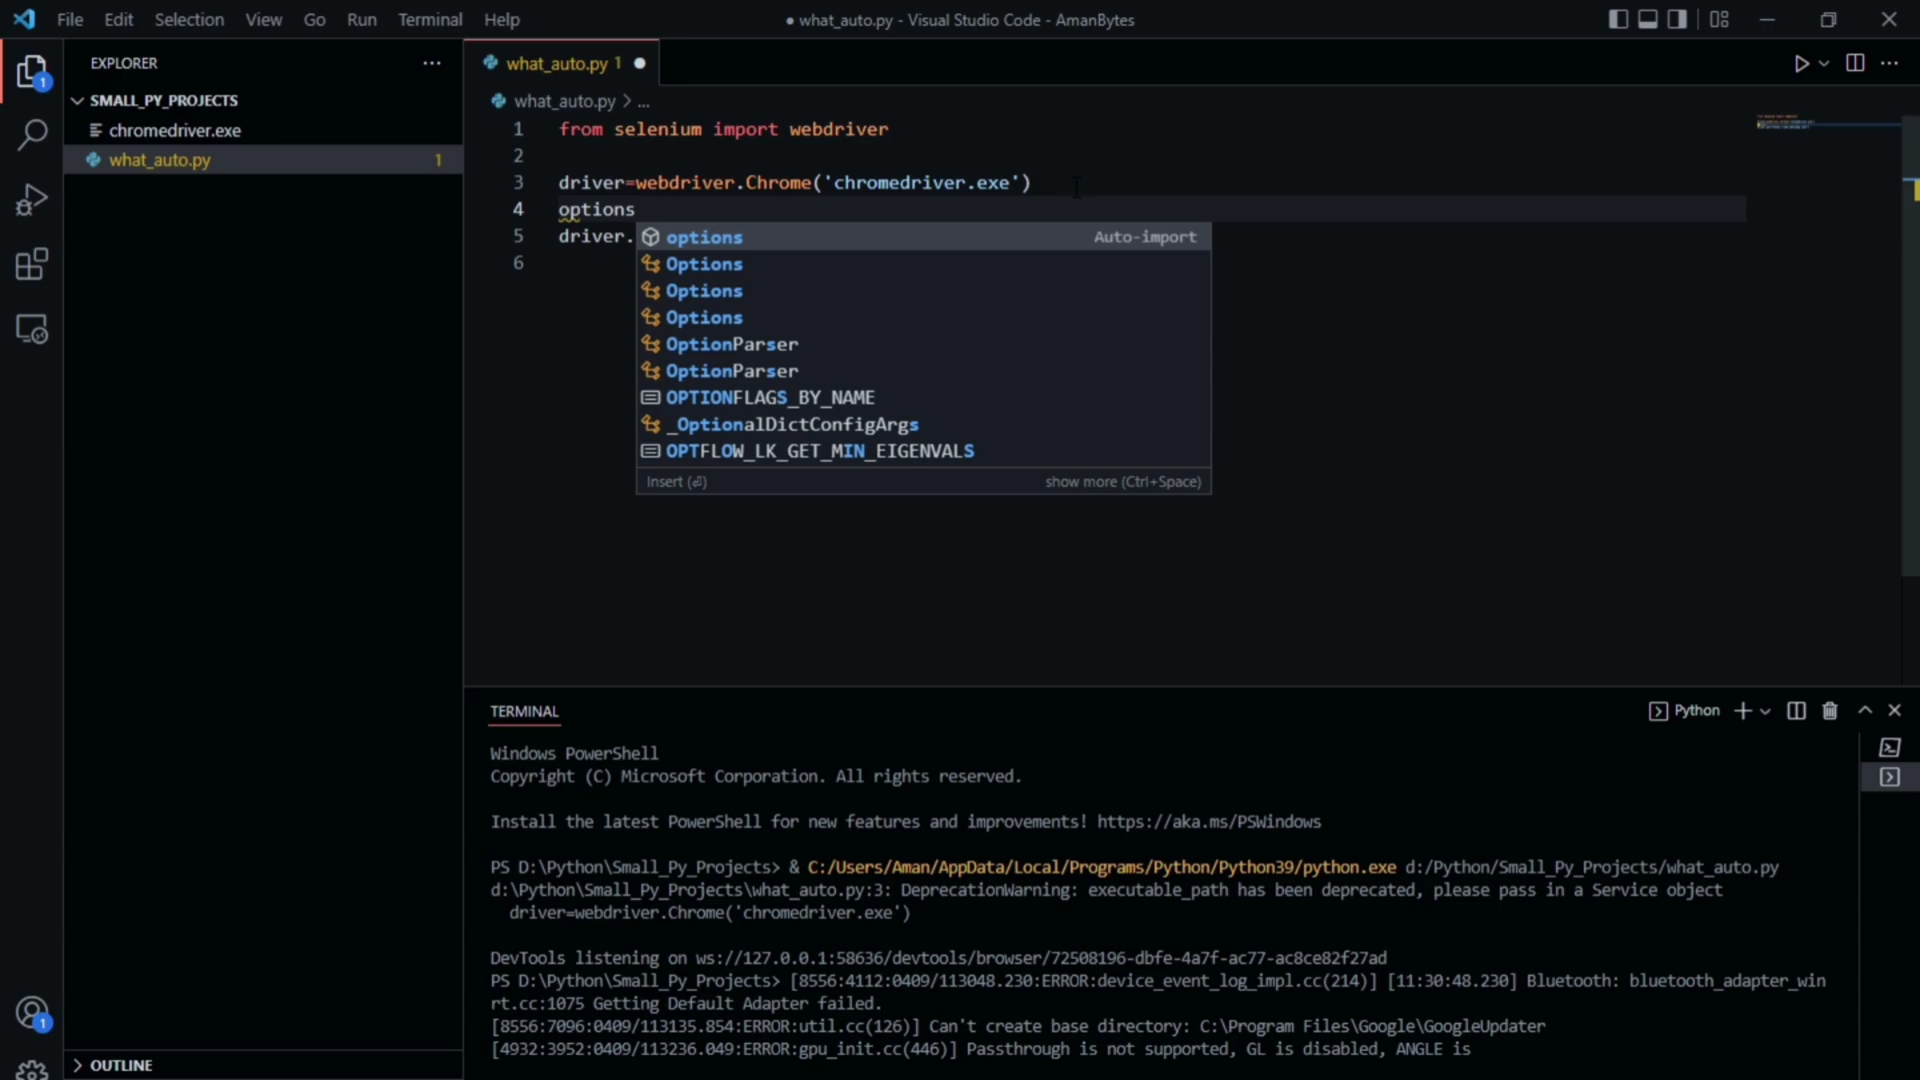 File Edit Selection View Go Run Terminal Help
● what_auto.py - Visual Studio Code - AmanBytes
1
EXPLORER
SMALL_PY_PROJECTS
chromedriver.exe
what_auto.py 1
what_auto.py 1
what_auto.py > ...
1 from selenium import webdriver
2
3 driver=webdriver.Chrome('chromedriver.exe')
4 options
5 driver.
6
options Auto-import
Options
Options
Options
OptionParser
OptionParser
OPTIONFLAGS_BY_NAME
_OptionalDictConfigArgs
OPTFLOW_LK_GET_MIN_EIGENVALS
Insert (⏎) show more (Ctrl+Space)
TERMINAL
Python
Windows PowerShell
Copyright (C) Microsoft Corporation. All rights reserved.
Install the latest PowerShell for new features and improvements! https://aka.ms/PSWindows
PS D:\Python\Small_Py_Projects> & C:/Users/Aman/AppData/Local/Programs/Python/Python39/python.exe d:/Python/Small_Py_Projects/what_auto.py
d:\Python\Small_Py_Projects\what_auto.py:3: DeprecationWarning: executable_path has been deprecated, please pass in a Service object
driver=webdriver.Chrome('chromedriver.exe')
DevTools listening on ws://127.0.0.1:58636/devtools/browser/72508196-dbfe-4a7f-ac77-ac8ce82f27ad
PS D:\Python\Small_Py_Projects> [8556:4112:0409/113048.230:ERROR:device_event_log_impl.cc(214)] [11:30:48.230] Bluetooth: bluetooth_adapter_win
rt.cc:1075 Getting Default Adapter failed.
[8556:7096:0409/113135.854:ERROR:util.cc(126)] Can't create base directory: C:\Program Files\Google\GoogleUpdater
[4932:3952:0409/113236.049:ERROR:gpu_init.cc(446)] Passthrough is not supported, GL is disabled, ANGLE is
1
OUTLINE